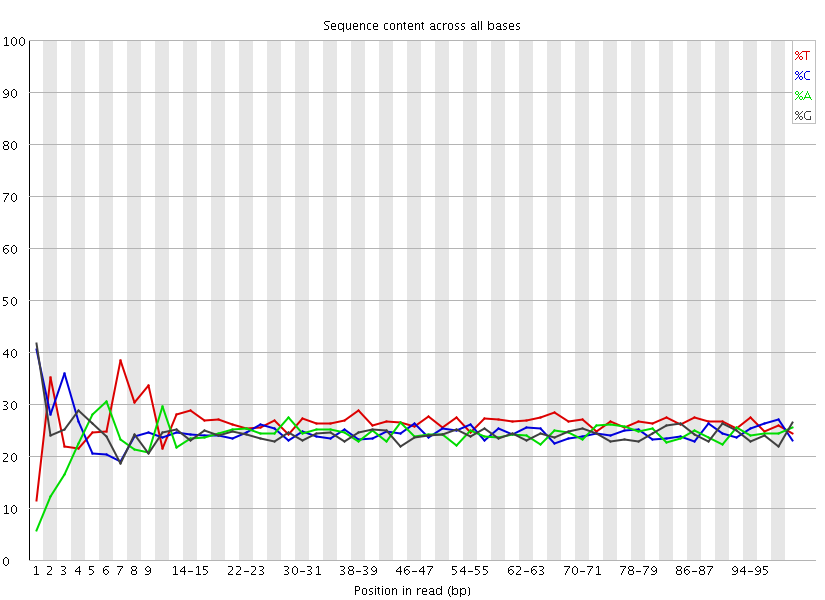 Sequence content across all bases
100
90
80
70
60
50
40
30
20
10
0
%T
%C
%A
%G
1 2 3 4 5 6 7 8 9 14-15 22-23 30-31 38-39 46-47 54-55 62-63 70-71 78-79 86-87 94-95
Position in read (bp)